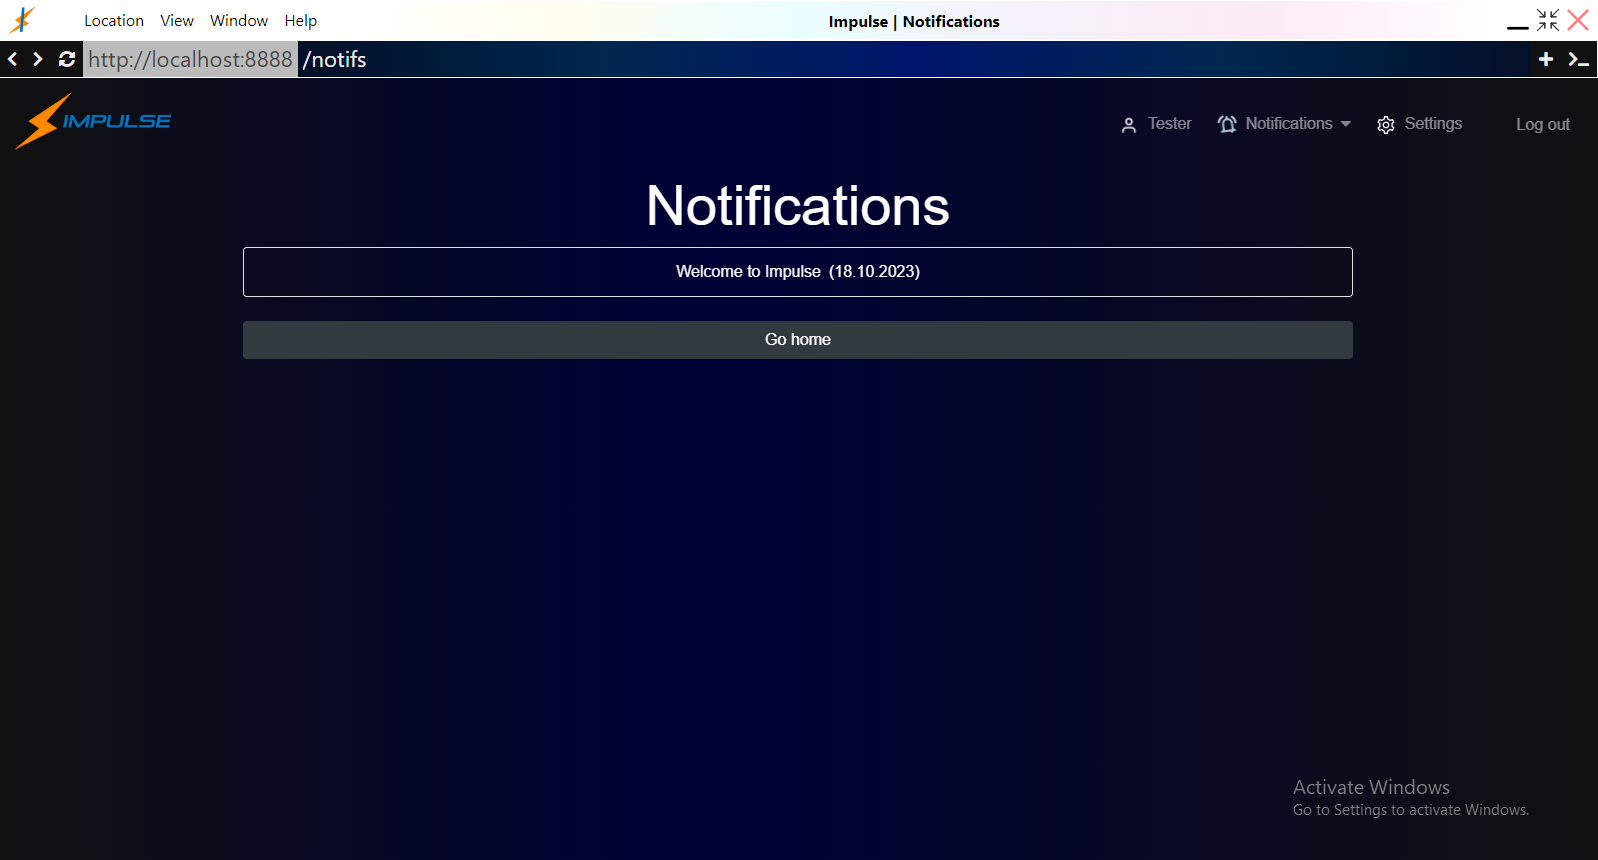 Location View Window Help
Impulse | Notifications
http://localhost:8888 /notifs
IMPULSE
Tester Notifications Settings Log out
Notifications
Welcome to Impulse (18.10.2023)
Go home
Activate Windows
Go to Settings to activate Windows.